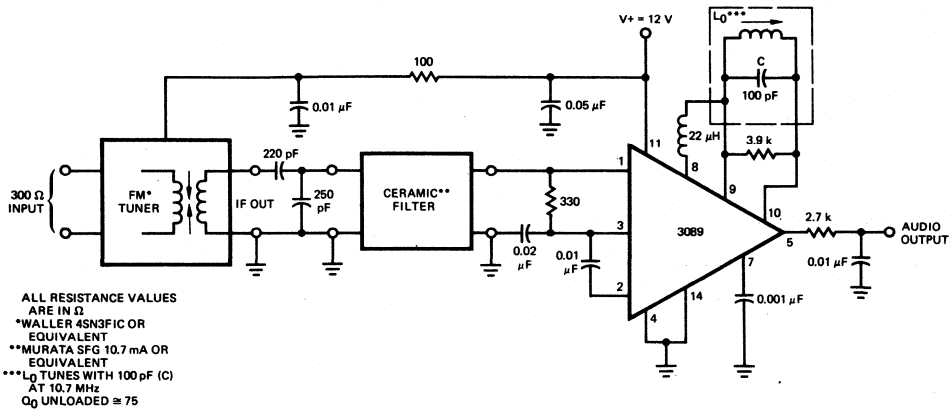 V+ = 12 V
L₀***
100
C
100 pF
0.01 µF
0.05 µF
22 µH
3.9 k
11
8
9
10
220 pF
300 Ω
INPUT
FM*
TUNER
IF OUT
250
pF
CERAMIC**
FILTER
1
330
3
0.02
µF
0.01
µF
2
3089
2.7 k
5
AUDIO
OUTPUT
0.01 µF
7
0.001 µF
4
14
ALL RESISTANCE VALUES
ARE IN Ω
*WALLER 4SN3FIC OR
EQUIVALENT
**MURATA SFG 10.7 mA OR
EQUIVALENT
***L₀ TUNES WITH 100 pF (C)
AT 10.7 MHz
Q₀ UNLOADED ≅ 75